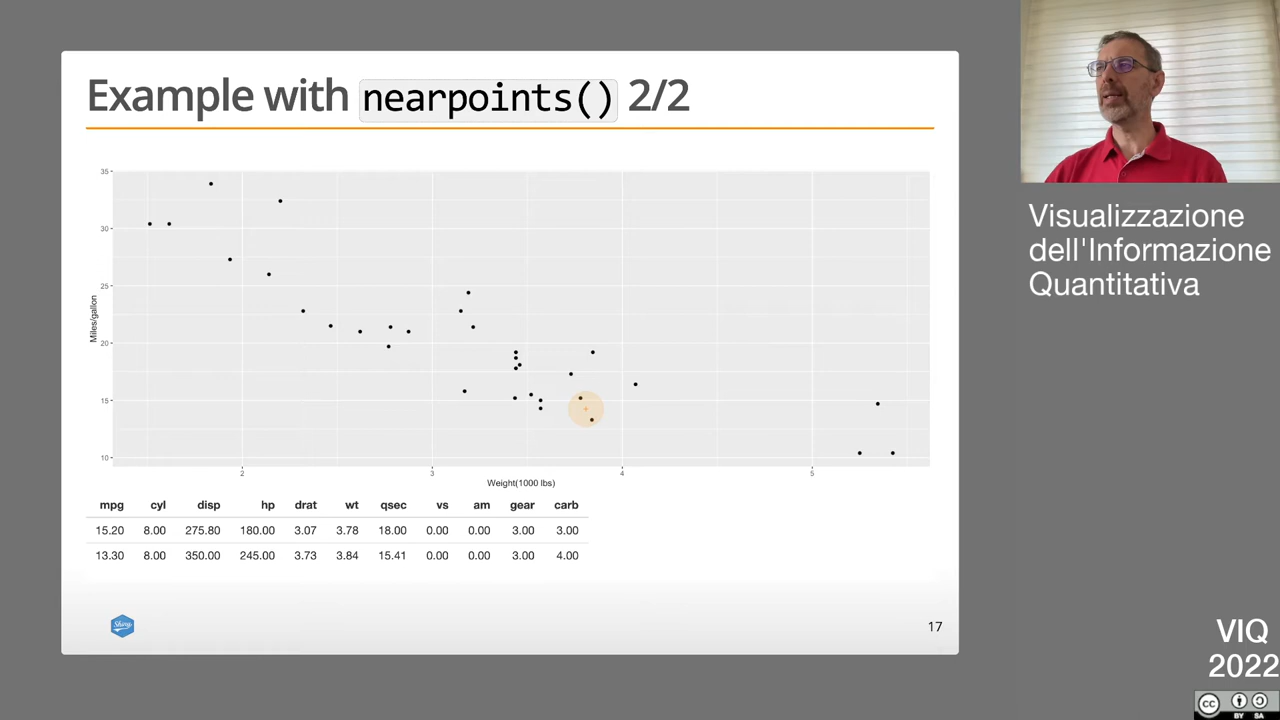 Example with nearpoints() 2/2
35
30
25
20
15
10
Miles/gallon
2 3 4 5
Weight(1000 lbs)
mpg cyl disp hp drat wt qsec vs am gear carb
15.20 8.00 275.80 180.00 3.07 3.78 18.00 0.00 0.00 3.00 3.00
13.30 8.00 350.00 245.00 3.73 3.84 15.41 0.00 0.00 3.00 4.00
Shiny
17
Visualizzazione
dell'Informazione
Quantitativa
VIQ
2022
CC
BY SA